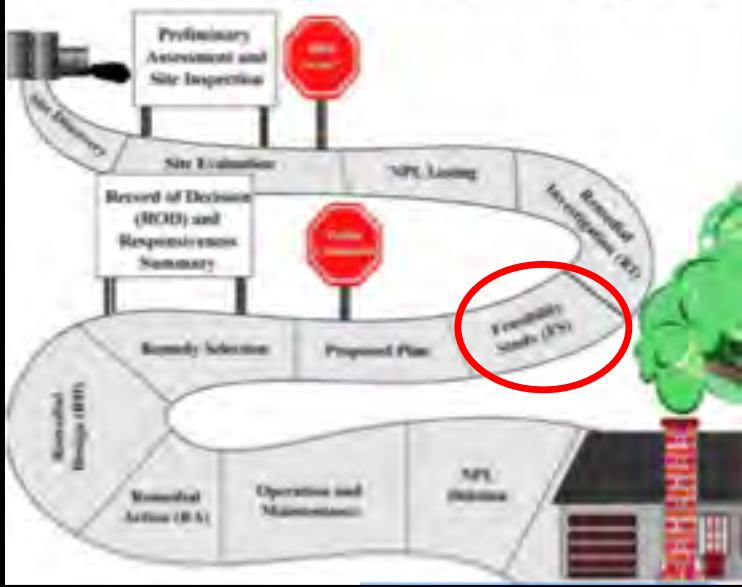 Preliminary
Assessment and
Site Inspection
Site Discovery
Site Evaluation
NPL Listing
Remedial
Investigation (RI)
Record of Decision
(ROD) and
Responsiveness
Summary
Public
Feasibility
Study (FS)
Proposed Plan
Remedy Selection
Remedial
Design (RD)
Remedial
Action (RA)
Operation and
Maintenance
NPL
Deletion